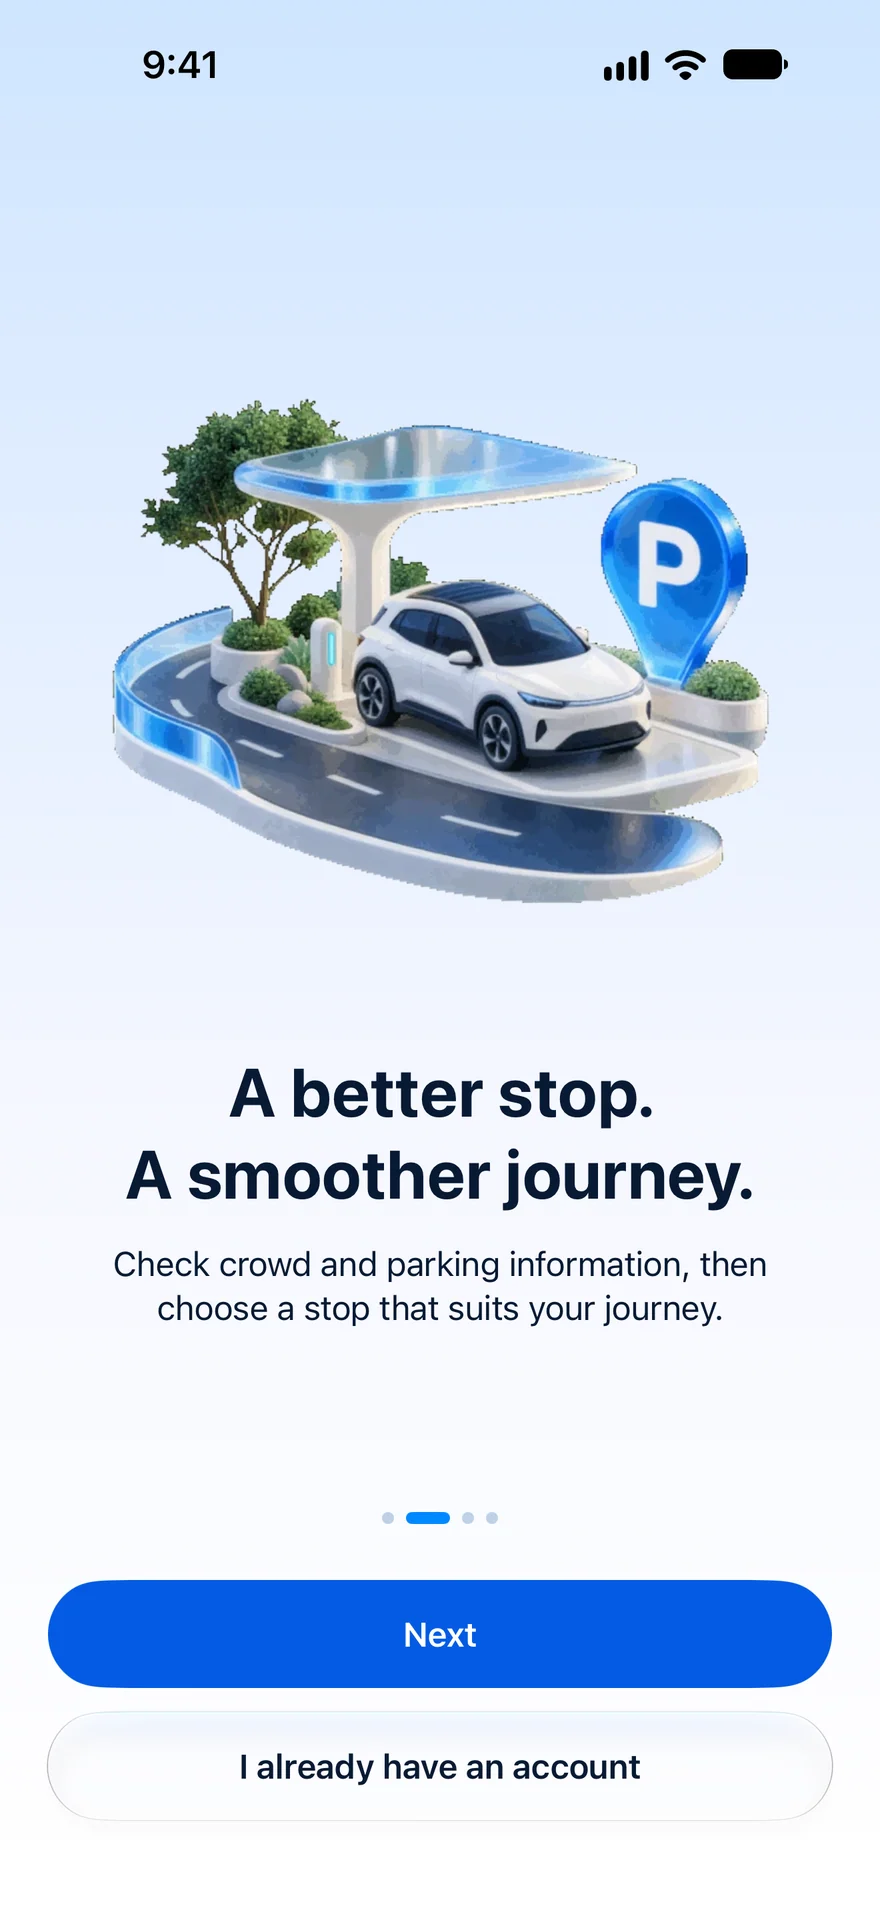 9:41
P
A better stop.
A smoother journey.
Check crowd and parking information, then
choose a stop that suits your journey.
Next
I already have an account